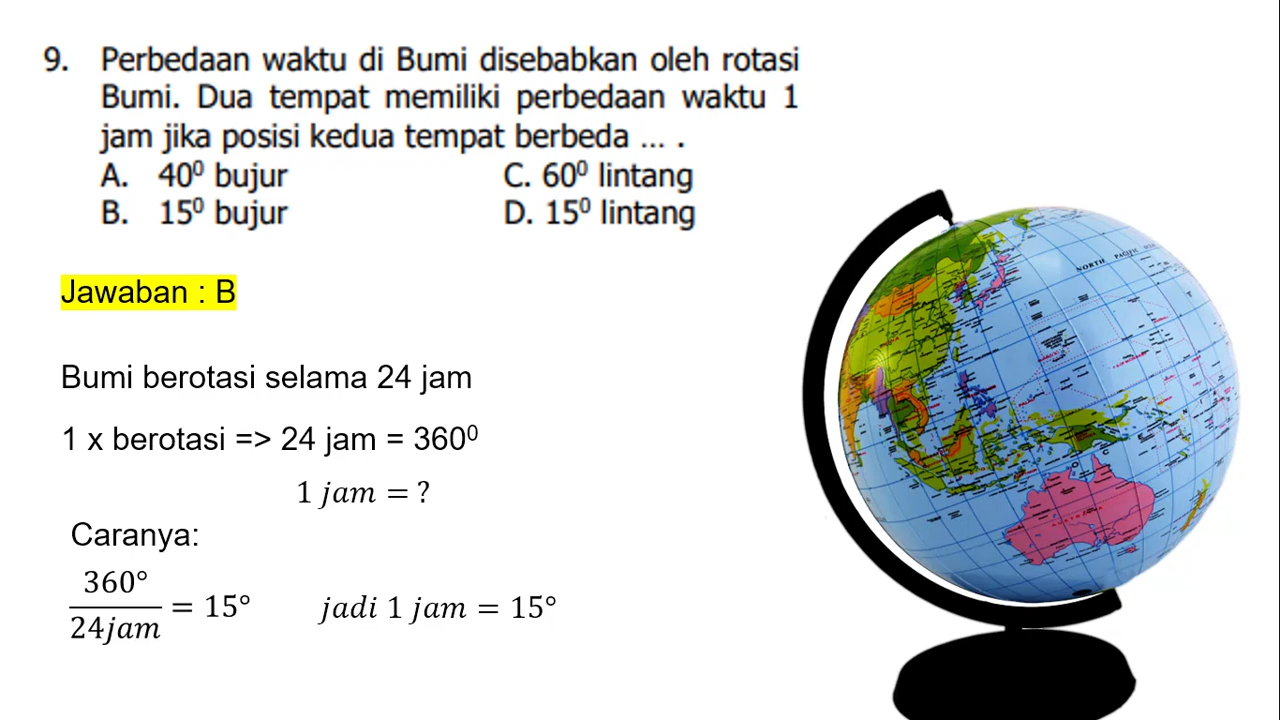 9. Perbedaan waktu di Bumi disebabkan oleh rotasi
Bumi. Dua tempat memiliki perbedaan waktu 1
jam jika posisi kedua tempat berbeda ... .
A. 40⁰ bujur C. 60⁰ lintang
B. 15⁰ bujur D. 15⁰ lintang
Jawaban : B
Bumi berotasi selama 24 jam
1 x berotasi => 24 jam = 360⁰
1 jam = ?
Caranya:
360°
24jam
= 15° jadi 1 jam = 15°
NORTH PACIFIC
AUSTRALIA